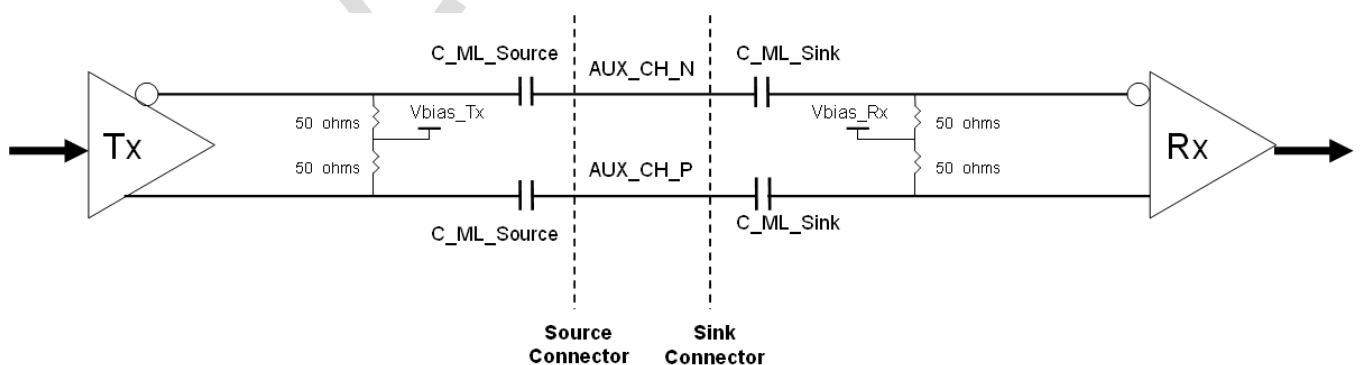 C_ML_Source
AUX_CH_N
C_ML_Sink
Tx
50 ohms
Vbias_Tx
50 ohms
Vbias_Rx
50 ohms
50 ohms
Rx
AUX_CH_P
C_ML_Source
C_ML_Sink
Source
Connector
Sink
Connector